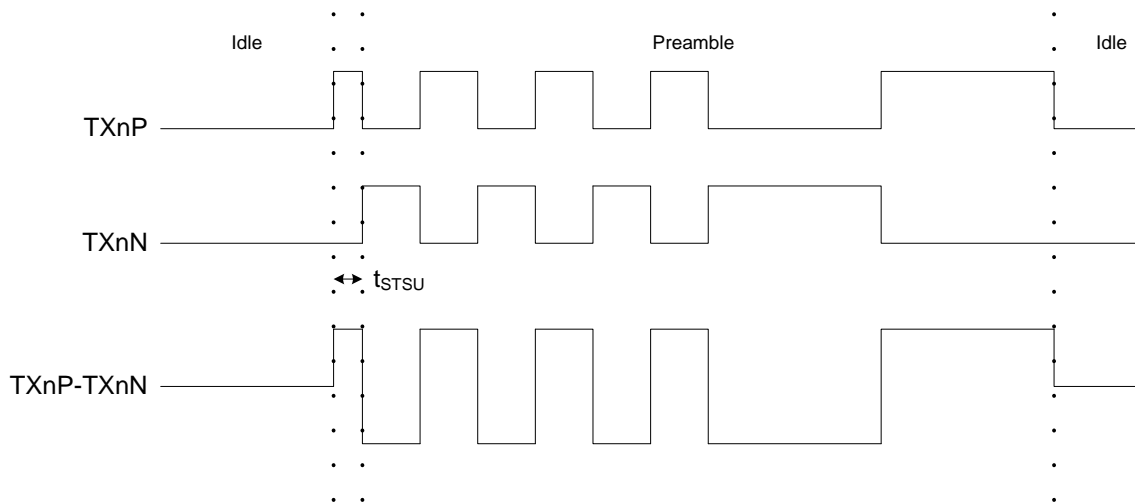 Idle
Preamble
Idle
TXnP
TXnN
tSTSU
TXnP-TXnN